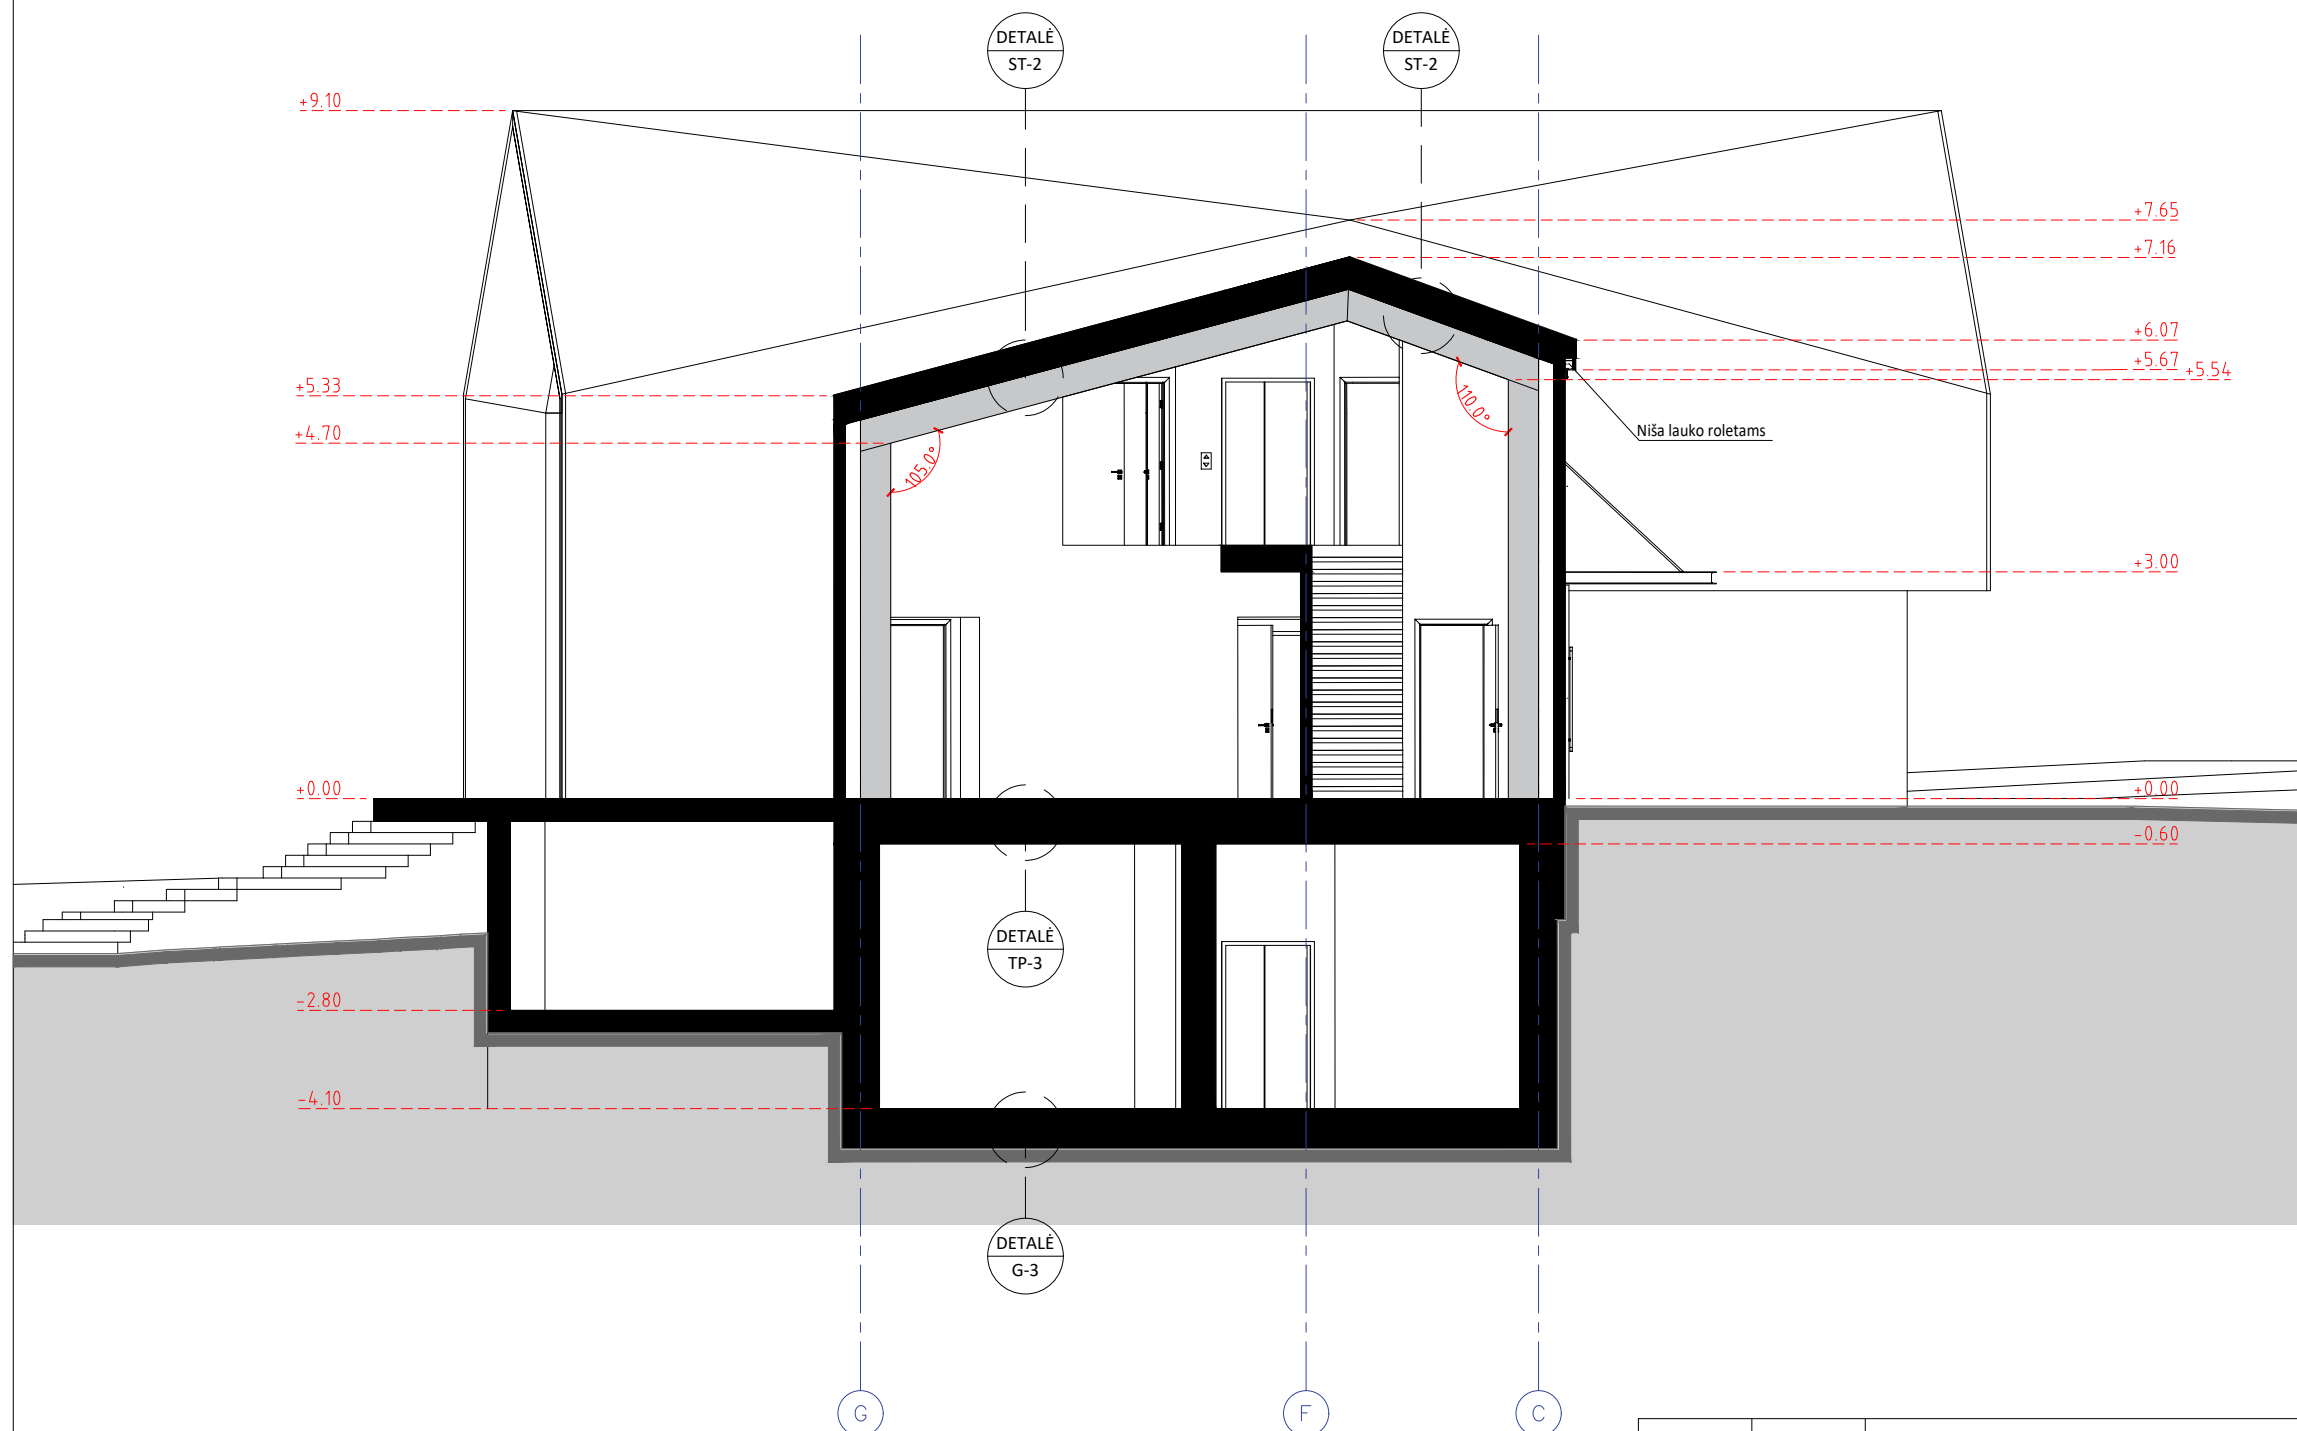 DETALĖ
ST-2
DETALĖ
ST-2
+9.10
+7.65
+7.16
+6.07
+5.67
+5.54
+5.33
+4.70
105.0°
110.0°
Niša lauko roletams
+3.00
+0.00
+0.00
-0.60
DETALĖ
TP-3
-2.80
-4.10
DETALĖ
G-3
G
F
C